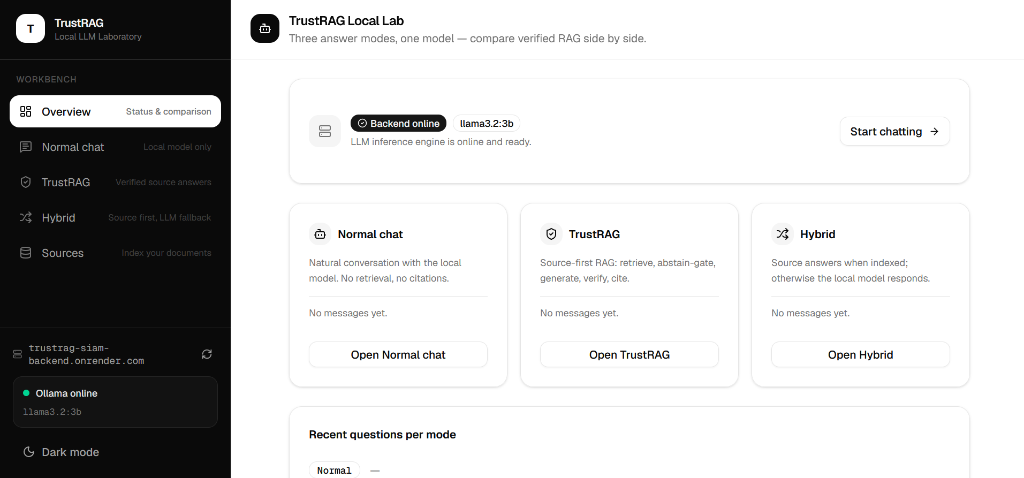 T
TrustRAG
Local LLM Laboratory
WORKBENCH
Overview
Status & comparison
Normal chat
Local model only
TrustRAG
Verified source answers
Hybrid
Source first, LLM fallback
Sources
Index your documents
trustrag-siam-
backend.onrender.com
Ollama online
llama3.2:3b
Dark mode
TrustRAG Local Lab
Three answer modes, one model — compare verified RAG side by side.
Backend online
llama3.2:3b
LLM inference engine is online and ready.
Start chatting
Normal chat
Natural conversation with the local
model. No retrieval, no citations.
No messages yet.
Open Normal chat
TrustRAG
Source-first RAG: retrieve, abstain-gate,
generate, verify, cite.
No messages yet.
Open TrustRAG
Hybrid
Source answers when indexed;
otherwise the local model responds.
No messages yet.
Open Hybrid
Recent questions per mode
Normal —